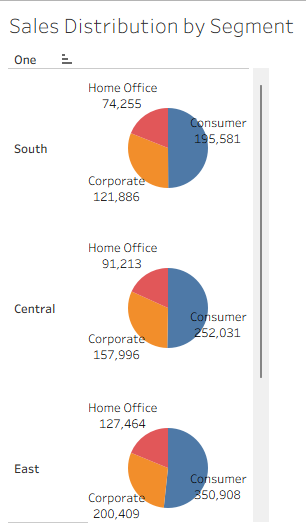 Sales Distribution by Segment
One
Home Office
74,255
Consumer
195,581
South
Corporate
121,886
Home Office
91,213
Central
Consumer
252,031
Corporate
157,996
Home Office
127,464
East
Consumer
350,908
Corporate
200,409